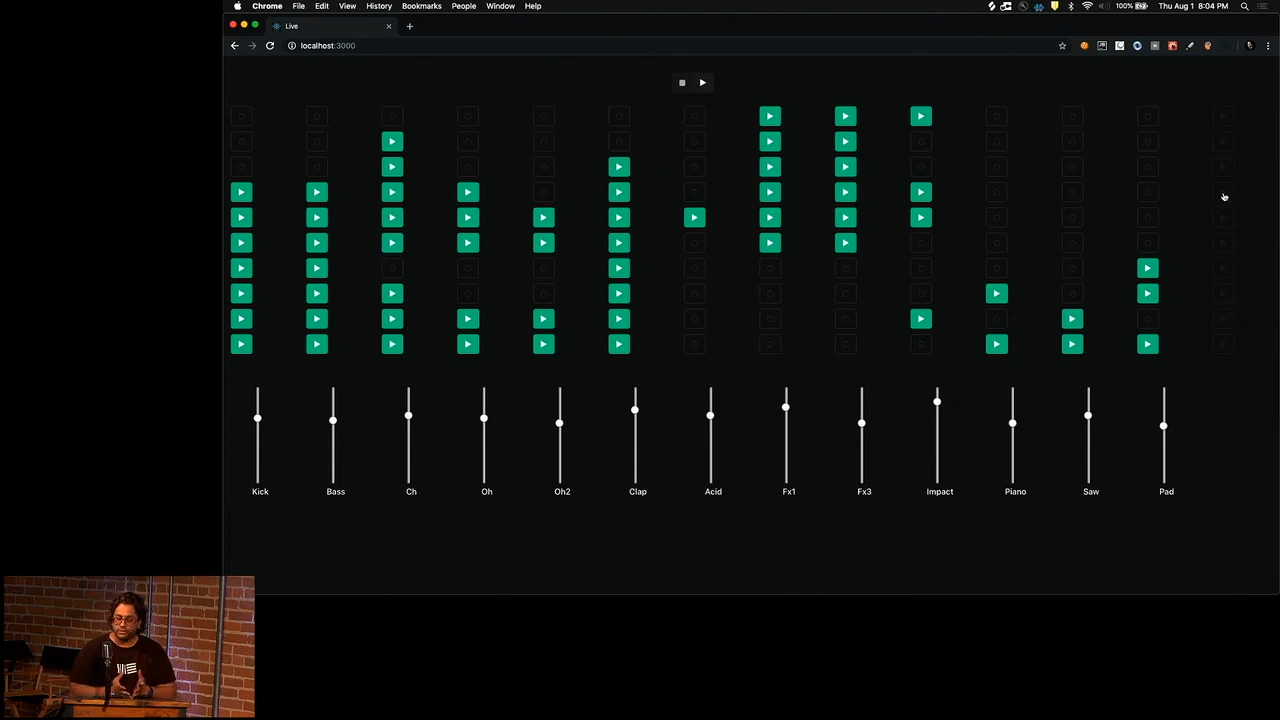 Chrome File Edit View History Bookmarks People Window Help 100% Thu Aug 1 8:04 PM
Live
localhost:3000
Kick Bass Ch Oh Oh2 Clap Acid Fx1 Fx3 Impact Piano Saw Pad